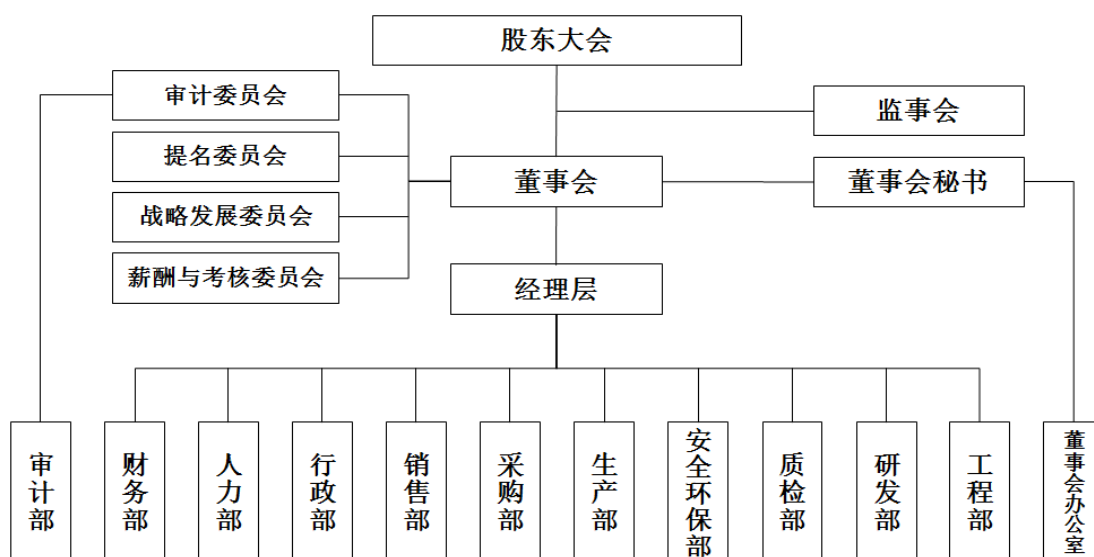 股东大会
审计委员会
监事会
提名委员会
董事会
董事会秘书
战略发展委员会
薪酬与考核委员会
经理层
审计部
财务部
人力部
行政部
销售部
采购部
生产部
安全环保部
质检部
研发部
工程部
董事会办公室